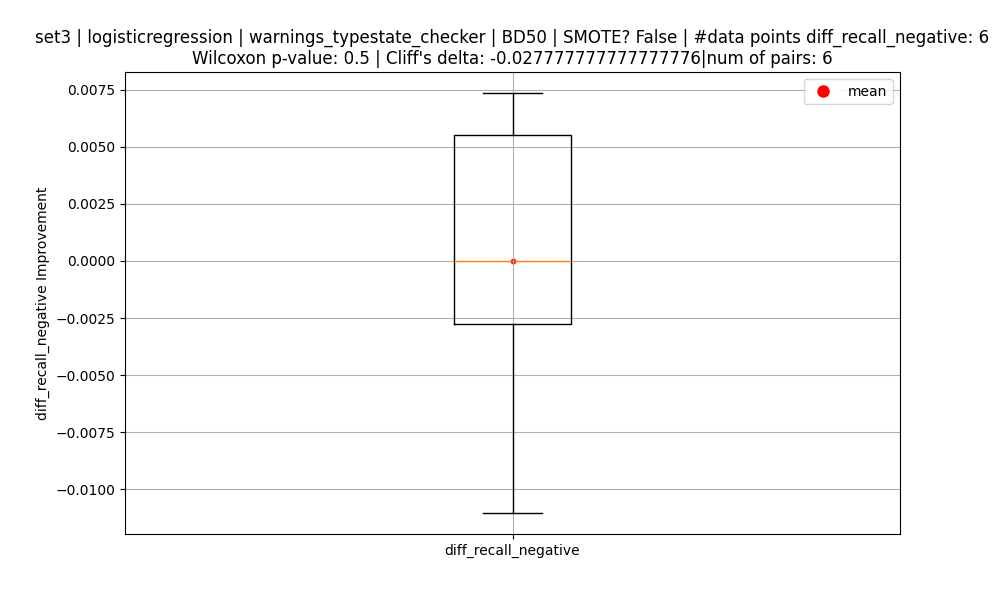 set3 | logisticregression | warnings_typestate_checker | BD50 | SMOTE? False | #data points diff_recall_negative: 6
Wilcoxon p-value: 0.5 | Cliff's delta: -0.027777777777777776|num of pairs: 6
mean
0.0075
0.0050
0.0025
0.0000
−0.0025
−0.0050
−0.0075
−0.0100
diff_recall_negative Improvement
diff_recall_negative